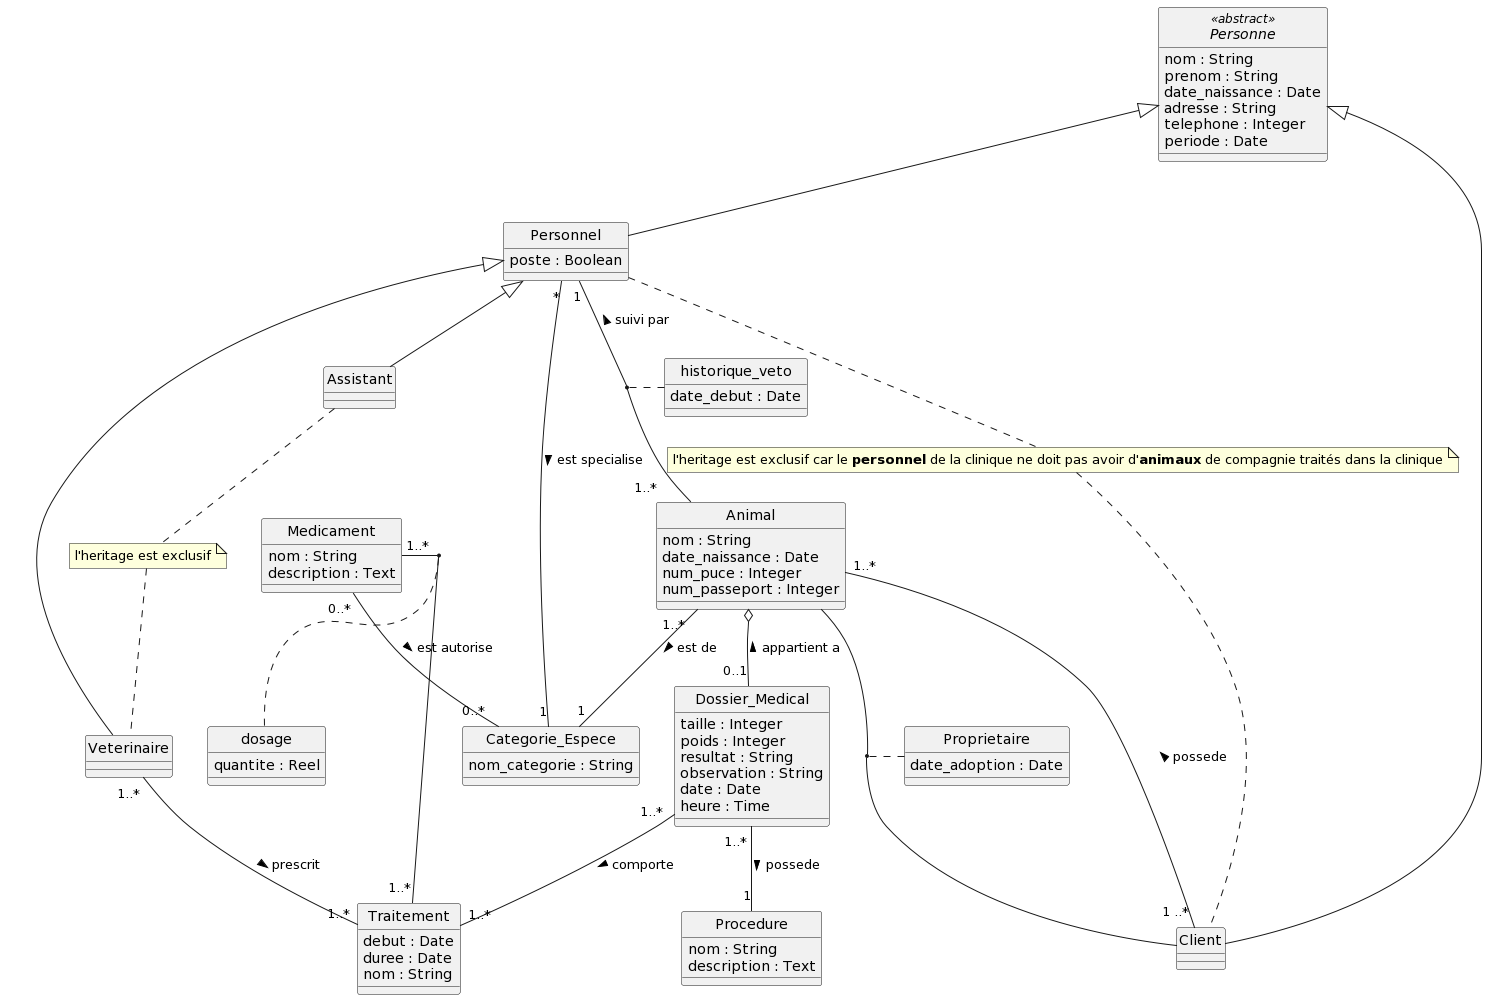 «abstract»
Personne
nom : String
prenom : String
date_naissance : Date
adresse : String
telephone : Integer
periode : Date
Personnel
poste : Boolean
*
1
suivi par
Assistant
historique_veto
date_debut : Date
est specialise
l'heritage est exclusif car le personnel de la clinique ne doit pas avoir d'animaux de compagnie traités dans la clinique
1..*
Animal
nom : String
date_naissance : Date
num_puce : Integer
num_passeport : Integer
Medicament
nom : String
description : Text
1..*
l'heritage est exclusif
1..*
0..*
1..*
est autorise
est de
appartient a
0..1
0..*
1
1
Veterinaire
dosage
quantite : Reel
Categorie_Espece
nom_categorie : String
Dossier_Medical
taille : Integer
poids : Integer
resultat : String
observation : String
date : Date
heure : Time
Proprietaire
date_adoption : Date
possede
1..*
1..*
1..*
prescrit
comporte
possede
1..*
1
1..*
1..*
1 ..*
Traitement
debut : Date
duree : Date
nom : String
Procedure
nom : String
description : Text
Client